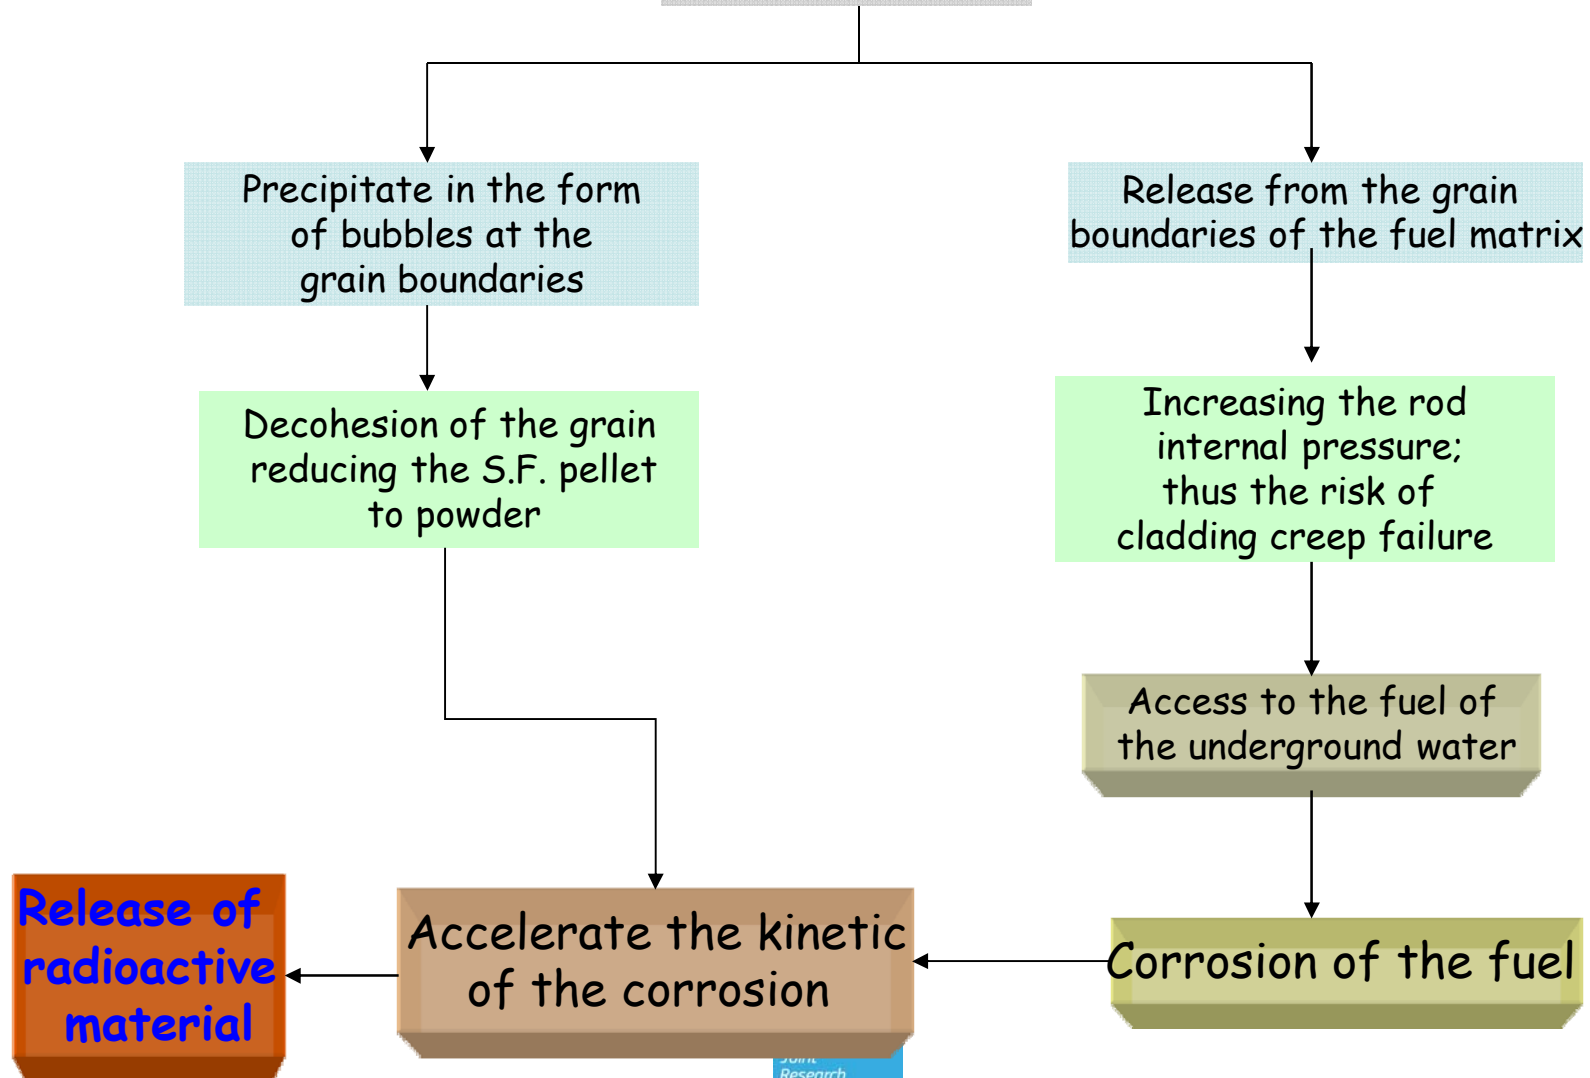 Precipitate in the form
of bubbles at the
grain boundaries
Release from the grain
boundaries of the fuel matrix
Decohesion of the grain
reducing the S.F. pellet
to powder
Increasing the rod
internal pressure;
thus the risk of
cladding creep failure
Access to the fuel of
the underground water
Release of
radioactive
material
Accelerate the kinetic
of the corrosion
Corrosion of the fuel
Joint
Research